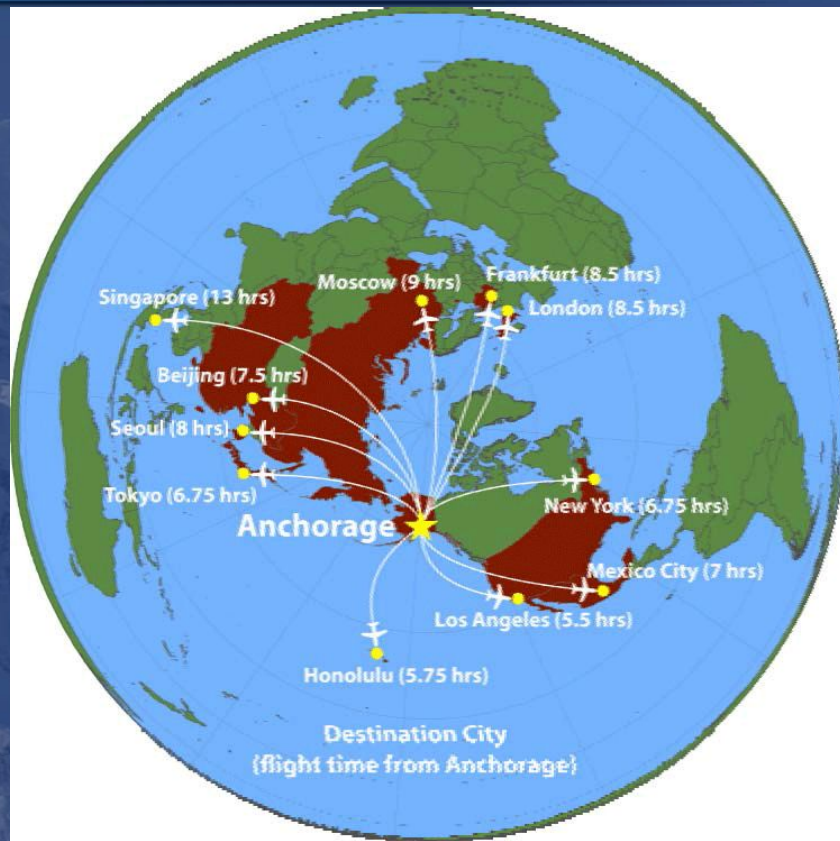 Moscow (9 hrs)
Frankfurt (8.5 hrs)
Singapore (13 hrs)
London (8.5 hrs)
Beijing (7.5 hrs)
Seoul (8 hrs)
Tokyo (6.75 hrs)
New York (6.75 hrs)
Anchorage
Mexico City (7 hrs)
Los Angeles (5.5 hrs)
Honolulu (5.75 hrs)
Destination City
(flight time from Anchorage)